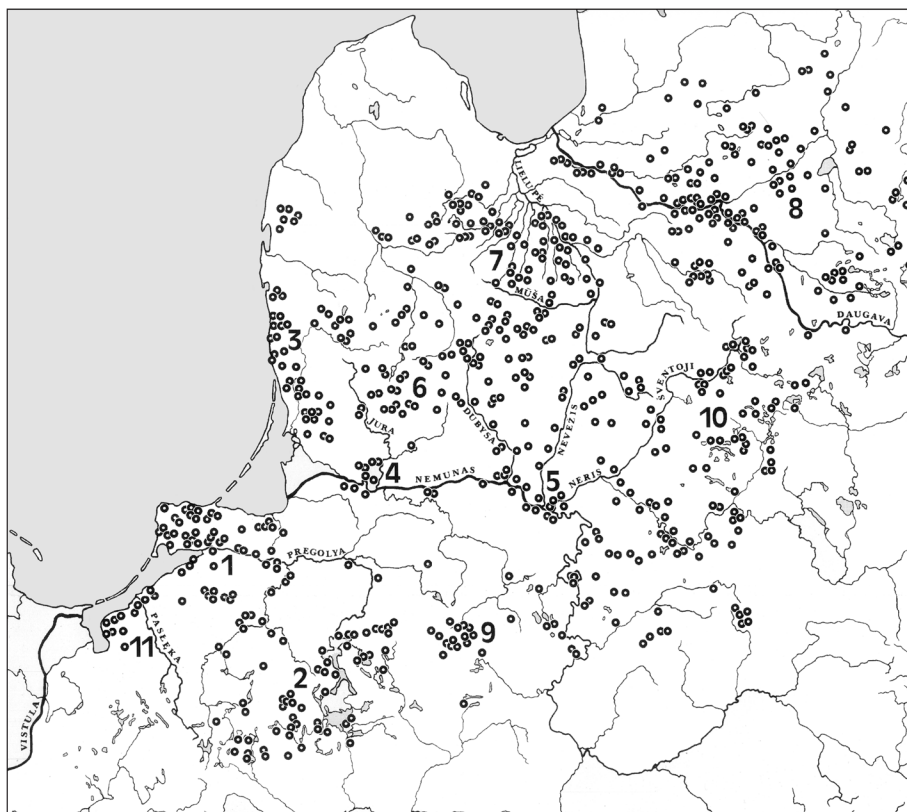 LIELUPĖ
8
7
MŪŠA
DAUGAVA
3
ŠVENTOJI
6
10
JŪRA
DUBYSA
NEVĖŽIS
4
NEMUNAS
5
NERIS
PREGOLYA
1
PASŁĘKA
9
11
2
VISTULA